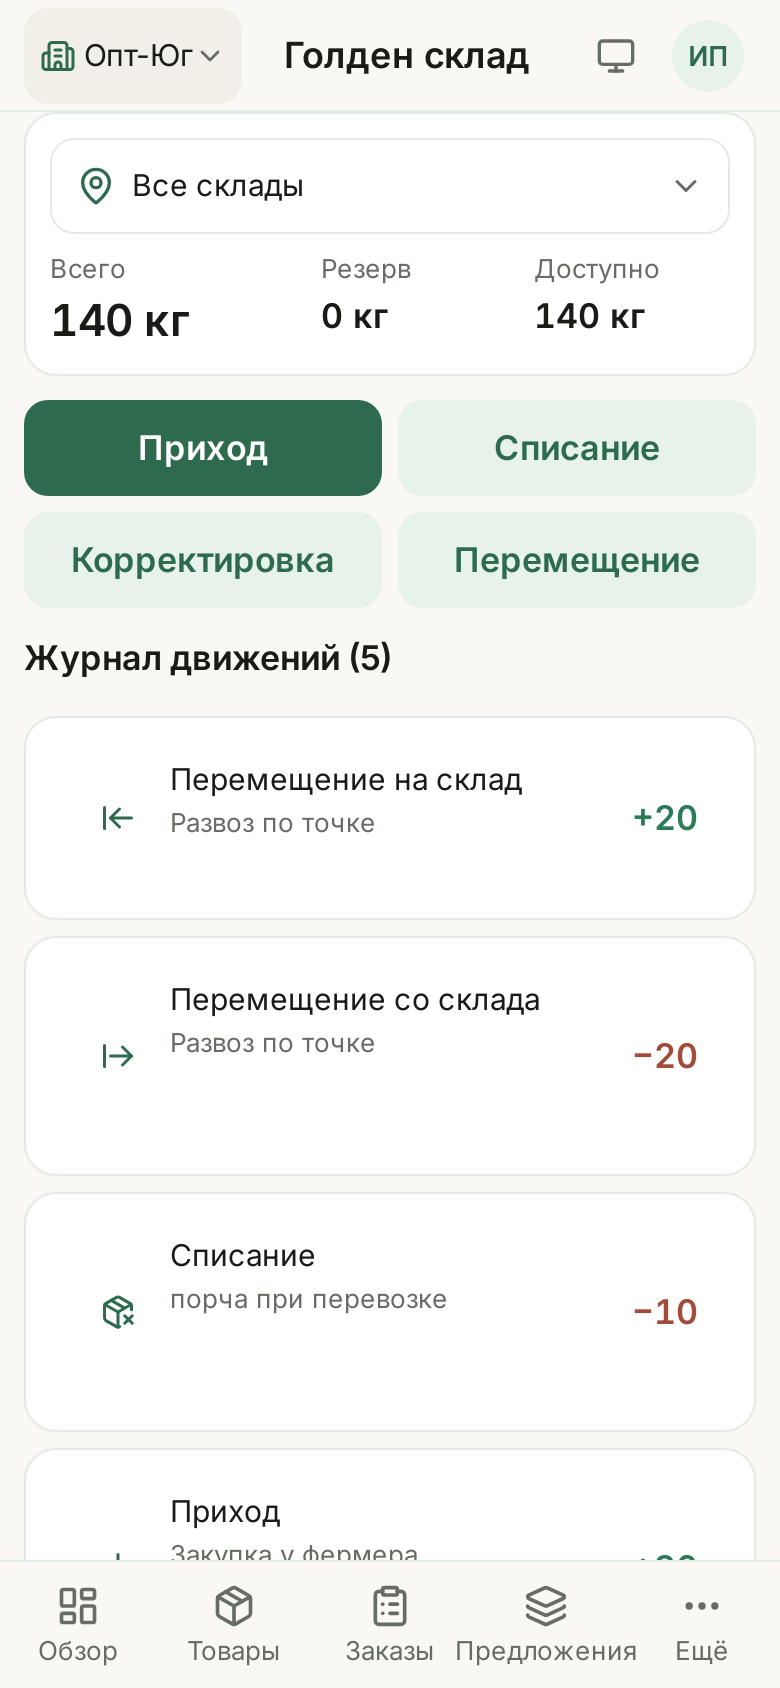 Опт-Юг
Голден склад
ИП
Все склады
Всего
Резерв
Доступно
140 кг
0 кг
140 кг
Приход
Списание
Корректировка
Перемещение
Журнал движений (5)
Перемещение на склад
Развоз по точке
+20
Перемещение со склада
Развоз по точке
−20
Списание
порча при перевозке
−10
Приход
Закупка у фермера
Обзор
Товары
Заказы
Предложения
Ещё